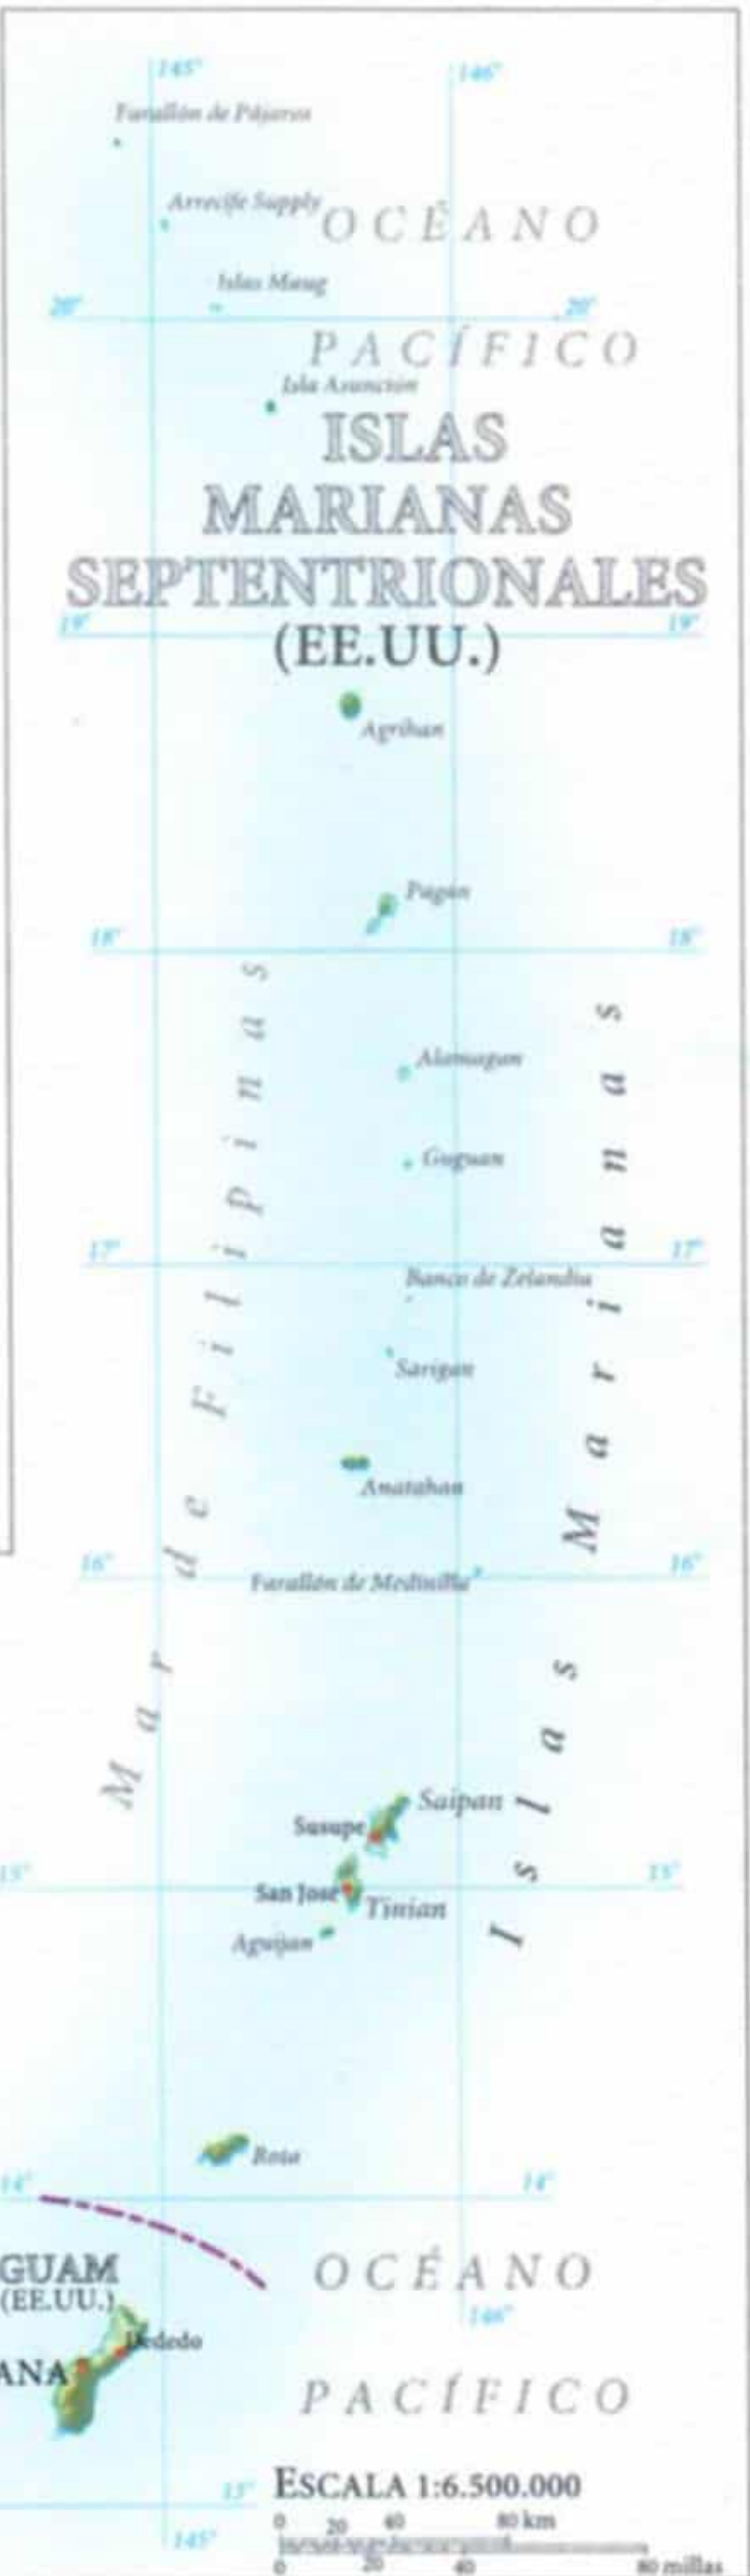 145°
146°
Farallón de Pájaros
Arrecife Supply
OCÉANO
Islas Maug
20°
20°
PACÍFICO
Isla Asuncion
ISLAS
MARIANAS
SEPTENTRIONALES
19°
19°
(EE.UU.)
Agrihan
Pagan
18°
18°
Alamagan
Guguan
17°
17°
Banco de Zelandia
Sarigan
Anatahan
Mar de Filipinas
Islas Marianas
16°
16°
Farallón de Medinilla
Saipan
Susupe
15°
15°
San José
Tinian
Aguijan
Rota
14°
14°
GUAM
(EE.UU.)
OCÉANO
146°
Dededo
ANA
PACÍFICO
13°
ESCALA 1:6.500.000
0 20 40 80 km
145°
0 20 40 80 millas